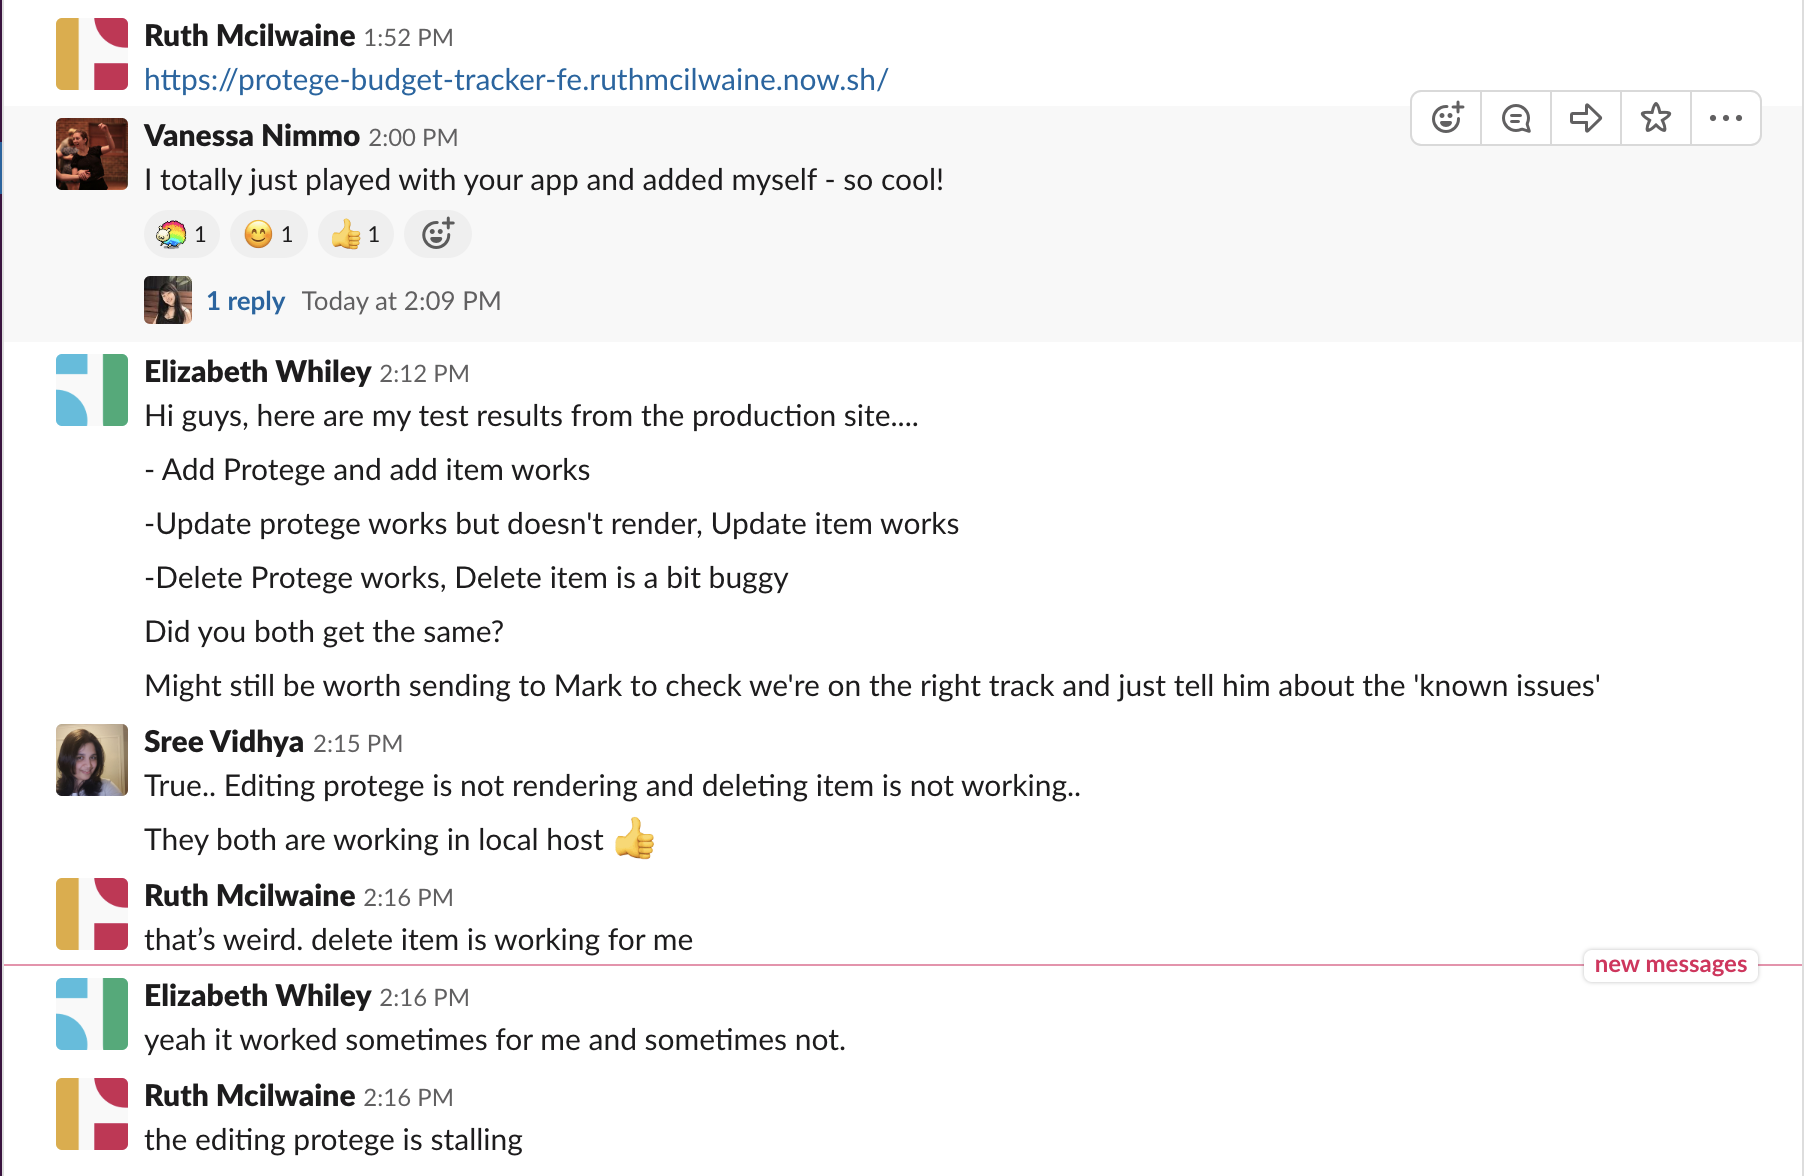 Ruth Mcilwaine 1:52 PM
https://protege-budget-tracker-fe.ruthmcilwaine.now.sh/
Vanessa Nimmo 2:00 PM
I totally just played with your app and added myself - so cool!
1 1 1
1 reply Today at 2:09 PM
Elizabeth Whiley 2:12 PM
Hi guys, here are my test results from the production site....
- Add Protege and add item works
-Update protege works but doesn't render, Update item works
-Delete Protege works, Delete item is a bit buggy
Did you both get the same?
Might still be worth sending to Mark to check we're on the right track and just tell him about the 'known issues'
Sree Vidhya 2:15 PM
True.. Editing protege is not rendering and deleting item is not working..
They both are working in local host 👍
Ruth Mcilwaine 2:16 PM
that’s weird. delete item is working for me
new messages
Elizabeth Whiley 2:16 PM
yeah it worked sometimes for me and sometimes not.
Ruth Mcilwaine 2:16 PM
the editing protege is stalling